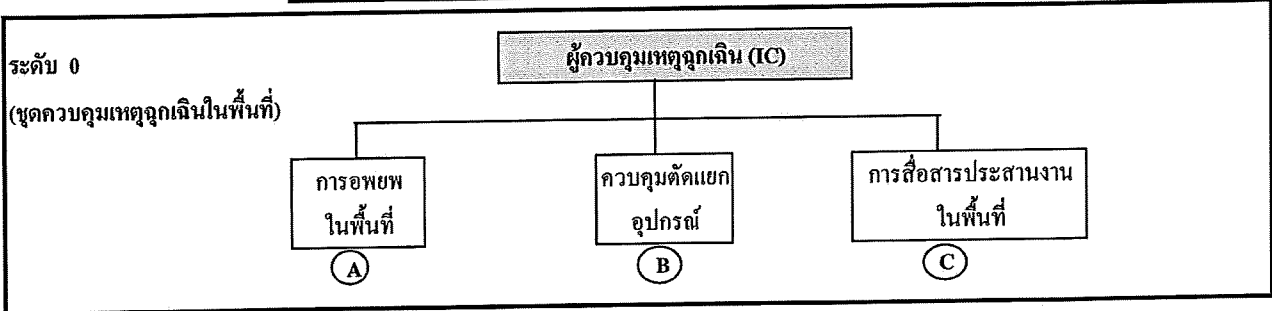 ระดับ 0
(ชุดควบคุมเหตุฉุกเฉินในพื้นที่)
ผู้ควบคุมเหตุฉุกเฉิน (IC)
การอพยพ
ในพื้นที่
A
ควบคุมตัดแยก
อุปกรณ์
B
การสื่อสารประสานงาน
ในพื้นที่
C